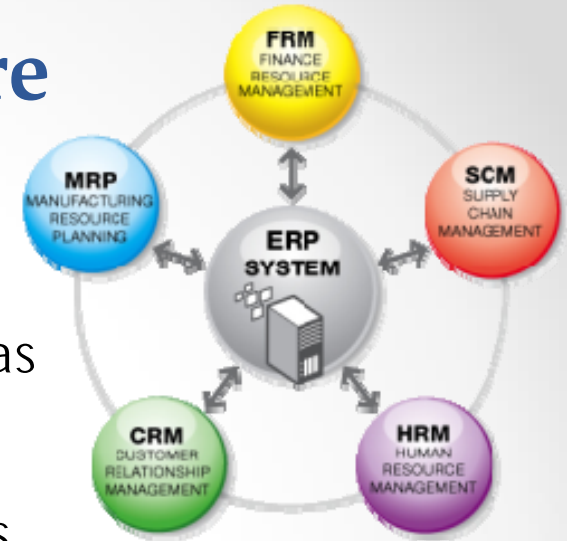 re
FRM
FINANCE
RESOURCE
MANAGEMENT
MRP
MANUFACTURING
RESOURCE
PLANNING
SCM
SUPPLY
CHAIN
MANAGEMENT
ERP
SYSTEM
as
CRM
CUSTOMER
RELATIONSHIP
MANAGEMENT
HRM
HUMAN
RESOURCE
MANAGEMENT
s